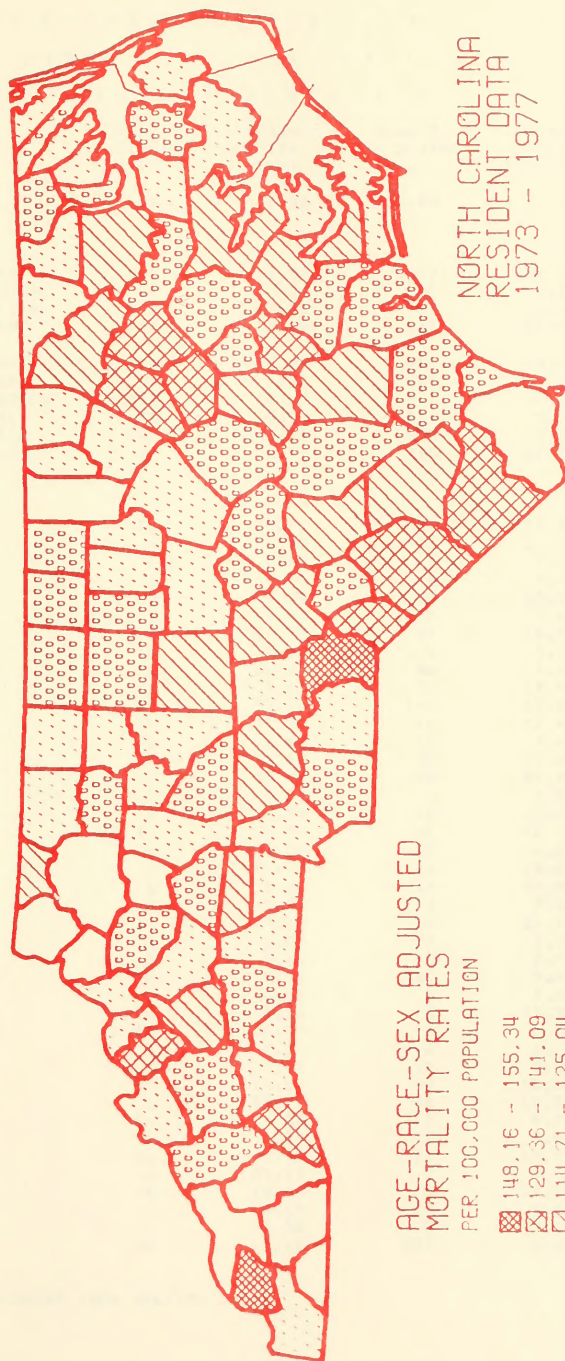 AGE-RACE-SEX ADJUSTED
MORTALITY RATES
PER 100,000 POPULATION
148.16 - 155.34
129.36 - 141.09
NORTH CAROLINA
RESIDENT DATA
1973 - 1977